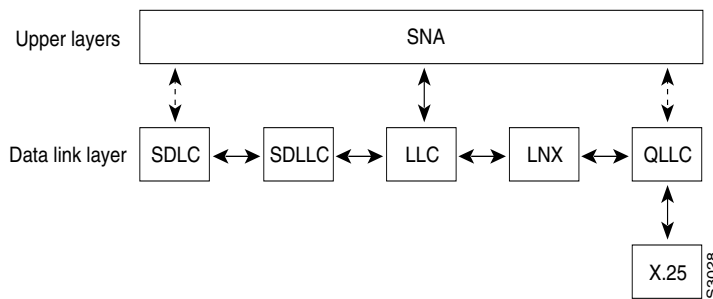 Upper layers
SNA
Data link layer
SDLC
SDLLC
LLC
LNX
QLLC
X.25
S3028